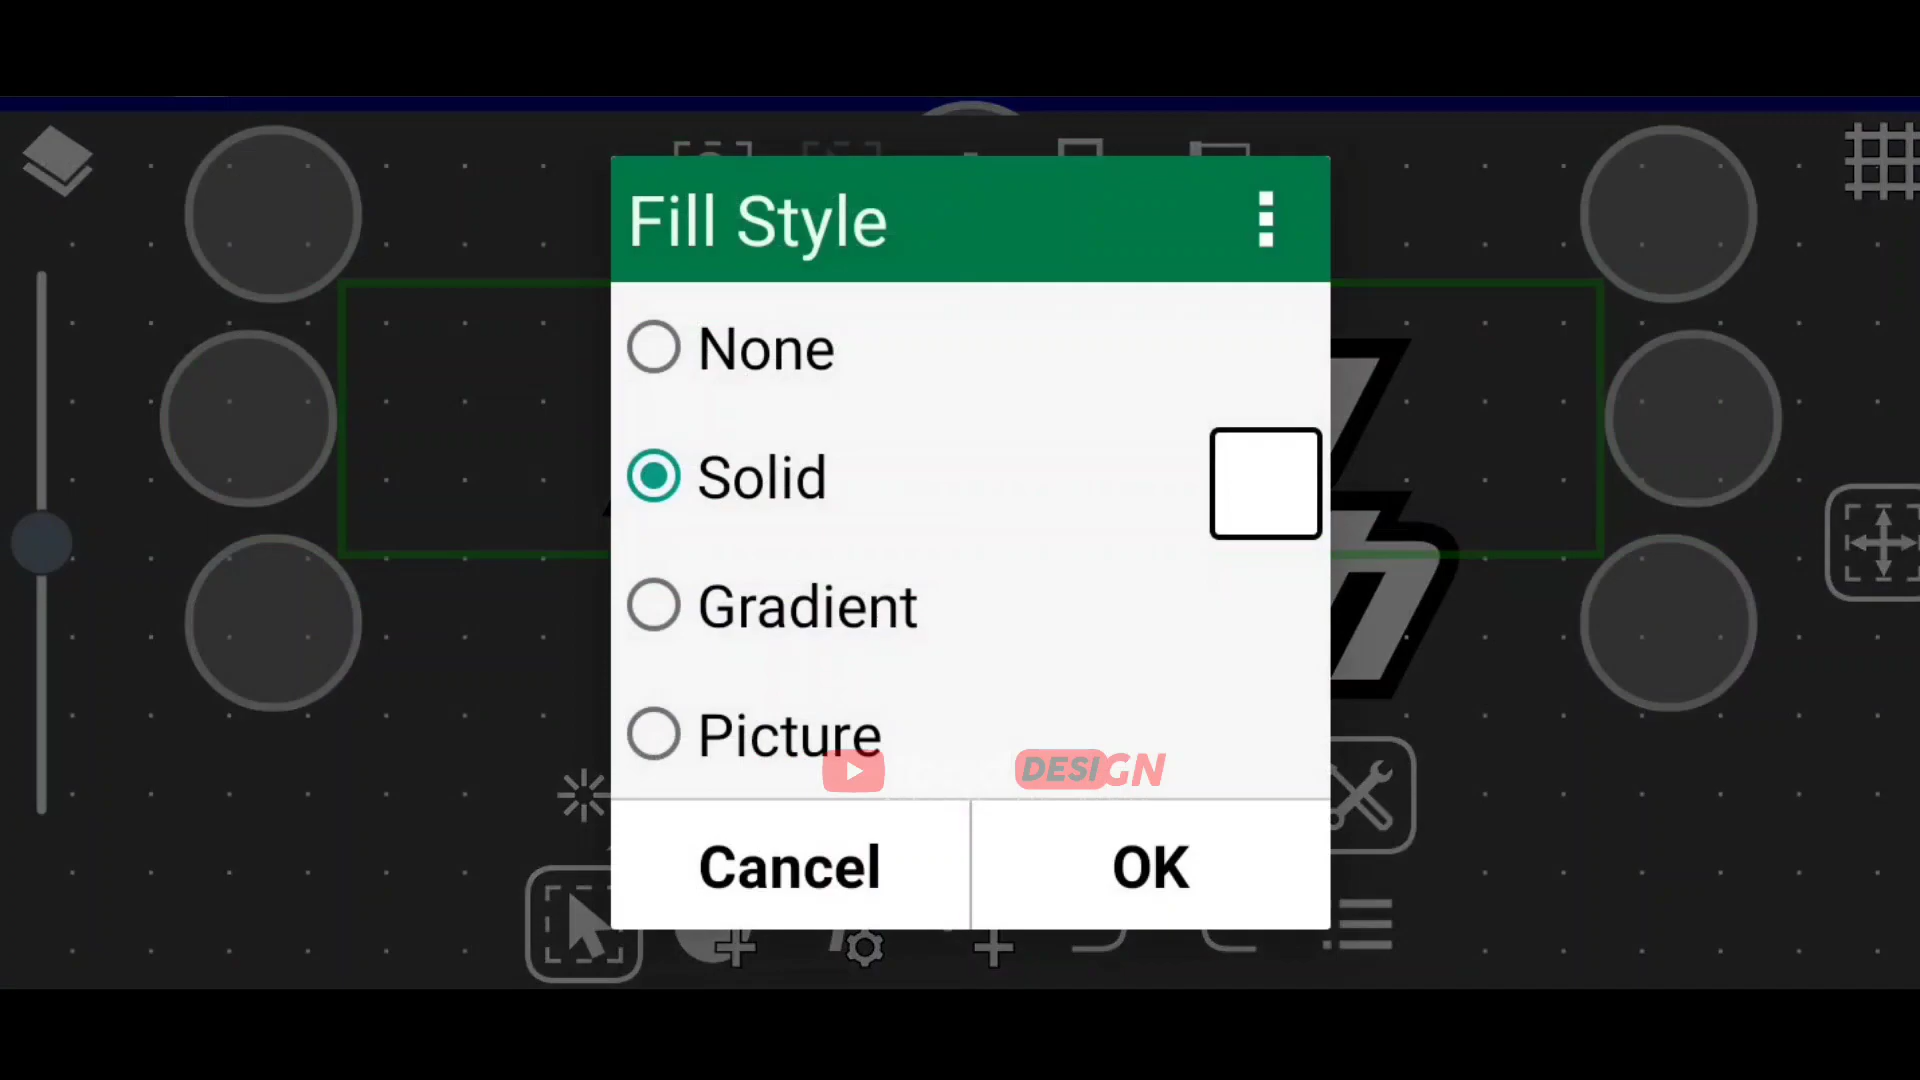 Fill Style
None
Solid
Gradient
Picture
DESIGN
Cancel
OK